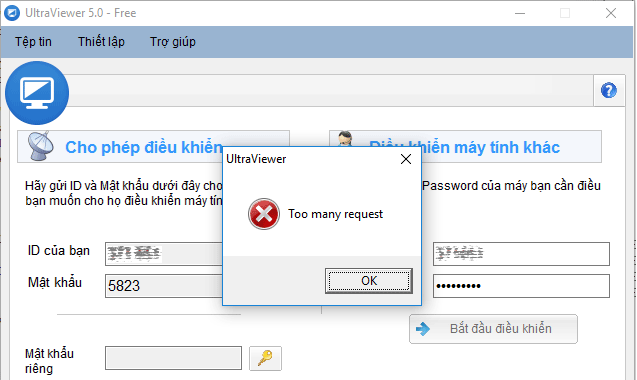 UltraViewer 5.0 - Free
Tệp tin Thiết lập Trợ giúp
Cho phép điều khiển
Điều khiển máy tính khác
Hãy gửi ID và Mật khẩu dưới đây cho
bạn muốn cho họ điều khiển máy tín
Password của máy bạn cần điều
ID của bạn
Mật khẩu 5823
Mật khẩu
riêng
UltraViewer
Too many request
OK
Bắt đầu điều khiển